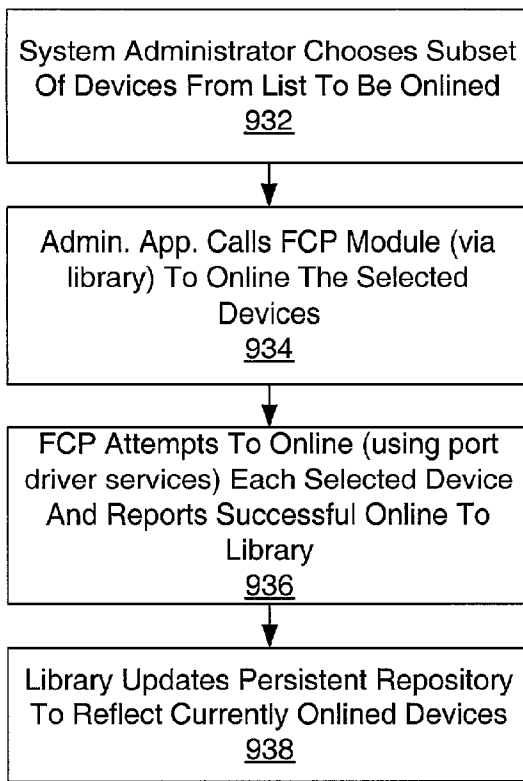 System Administrator Chooses Subset
Of Devices From List To Be Onlined
932
Admin. App. Calls FCP Module (via
library) To Online The Selected
Devices
934
FCP Attempts To Online (using port
driver services) Each Selected Device
And Reports Successful Online To
Library
936
Library Updates Persistent Repository
To Reflect Currently Onlined Devices
938